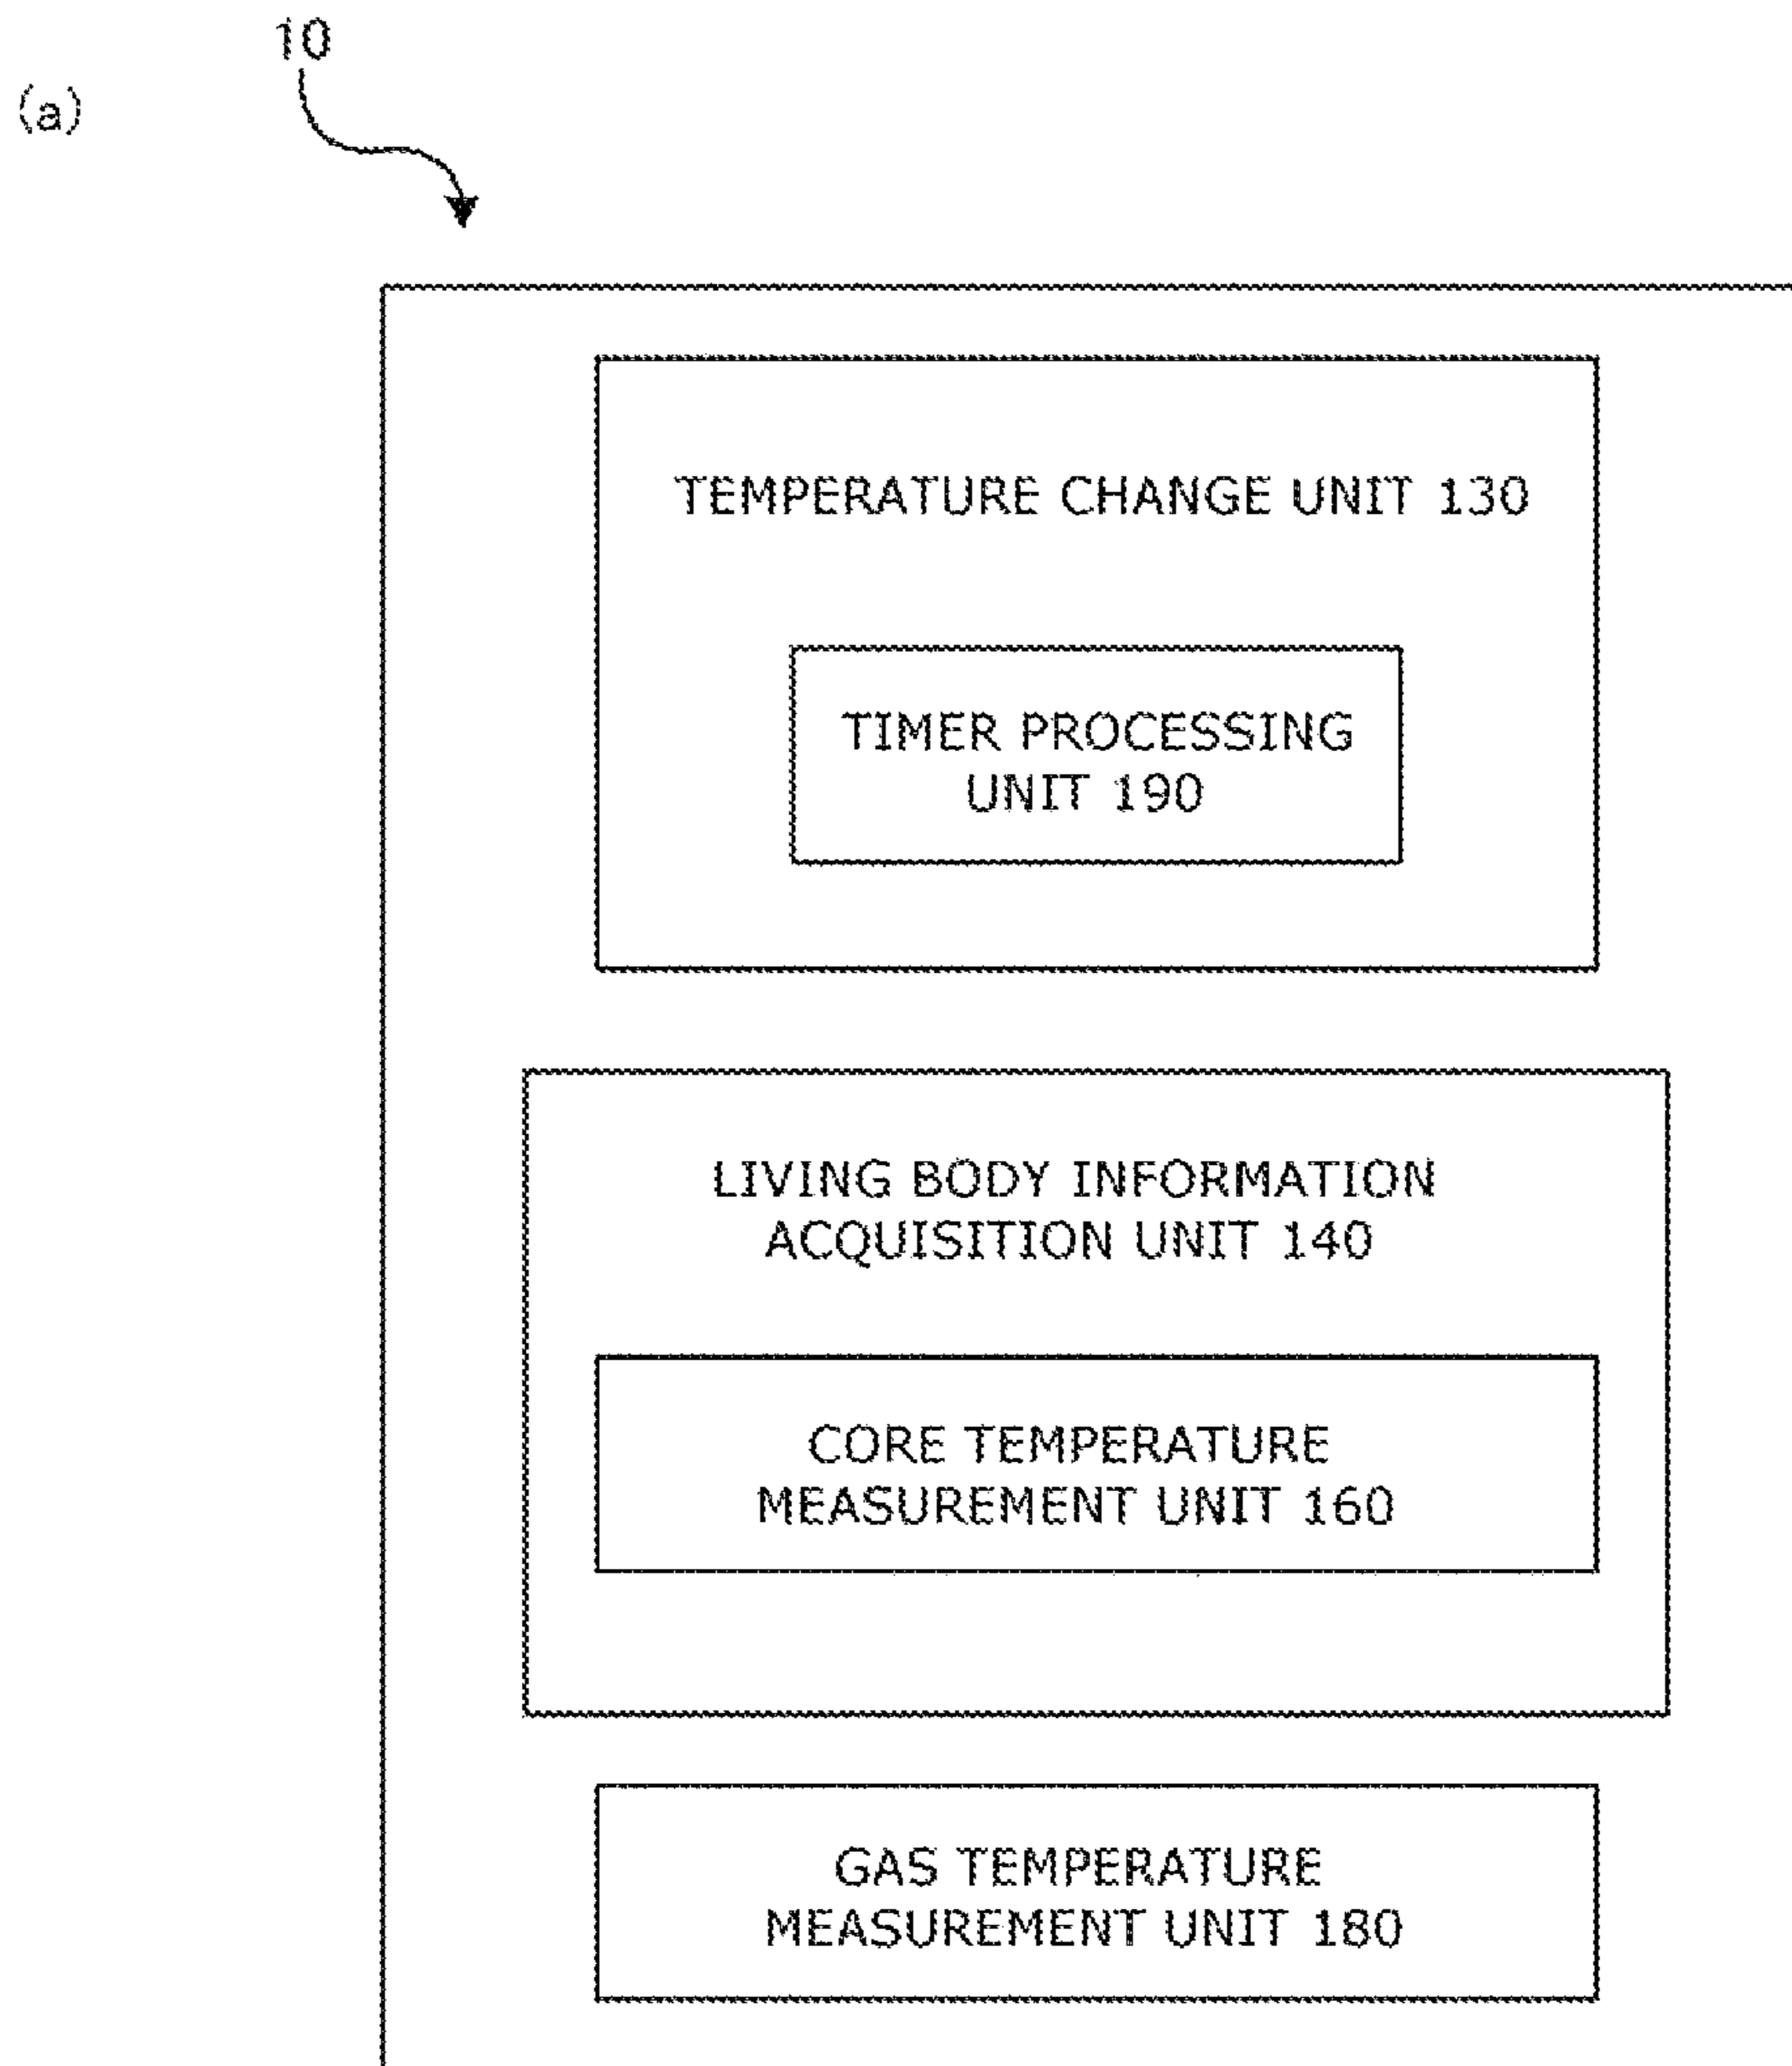 10
(a)
TEMPERATURE CHANGE UNIT 130
TIMER PROCESSING
UNIT 190
LIVING BODY INFORMATION
ACQUISITION UNIT 140
CORE TEMPERATURE
MEASUREMENT UNIT 160
GAS TEMPERATURE
MEASUREMENT UNIT 180